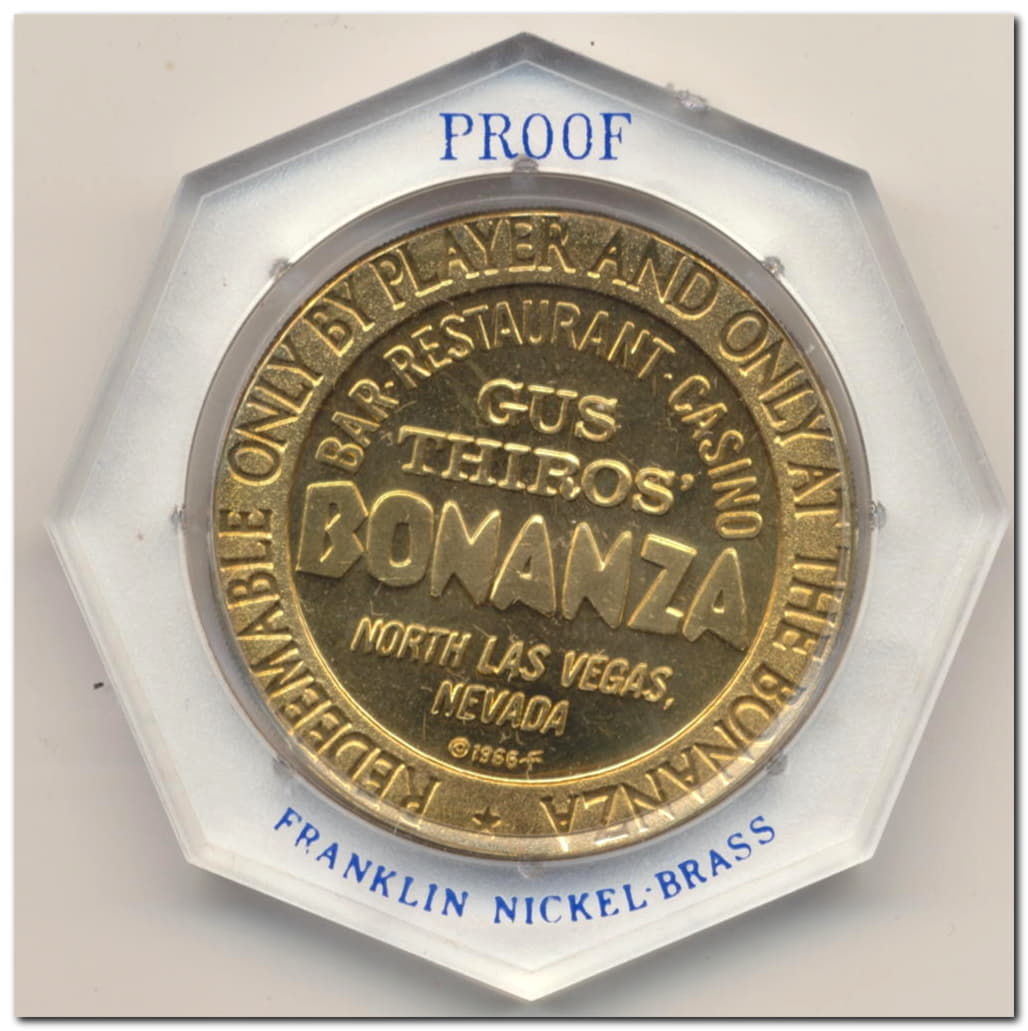 PROOF
REDEEMABLE ONLY BY PLAYER AND ONLY AT THE BONANZA
BAR-RESTAURANT-CASINO
GUS
THIROS'
BONANZA
NORTH LAS VEGAS,
NEVADA
©1966-F
FRANKLIN NICKEL-BRASS